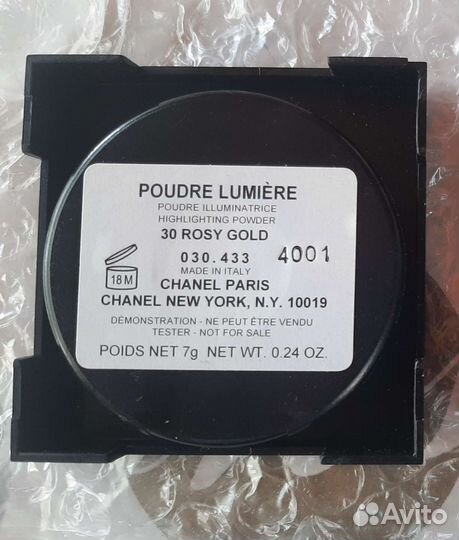 POUDRE LUMIÈRE
POUDRE ILLUMINATRICE
HIGHLIGHTING POWDER
30 ROSY GOLD
030.433 4001
MADE IN ITALY
18 M
CHANEL PARIS
CHANEL NEW YORK, N.Y. 10019
DÉMONSTRATION - NE PEUT ÊTRE VENDU
TESTER - NOT FOR SALE
POIDS NET 7g NET WT. 0.24 OZ.
Avito